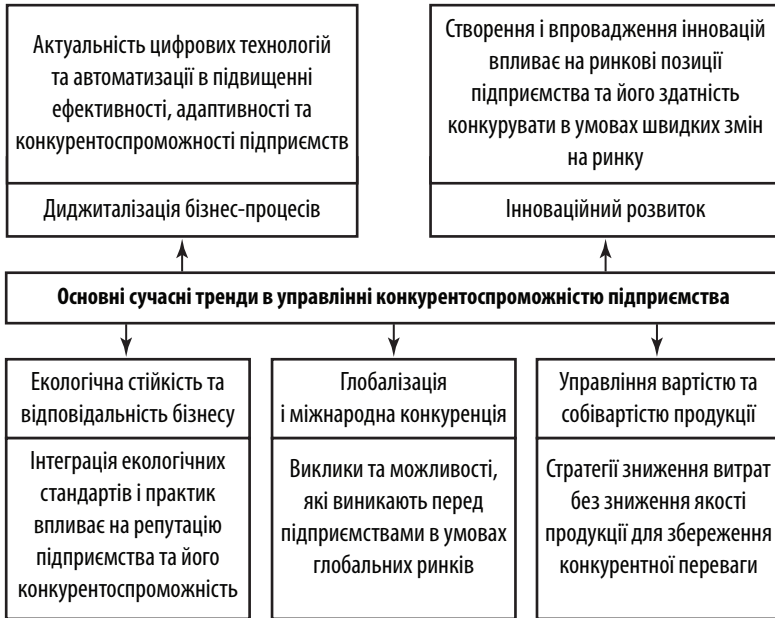 Актуальність цифрових технологій
та автоматизації в підвищенні
ефективності, адаптивності та
конкурентоспроможності підприємств
Диджиталізація бізнес-процесів
Створення і впровадження інновацій
впливає на ринкові позиції
підприємства та його здатність
конкурувати в умовах швидких змін
на ринку
Інноваційний розвиток
Основні сучасні тренди в управлінні конкурентоспроможністю підприємства
Екологічна стійкість та
відповідальність бізнесу
Інтеграція екологічних
стандартів і практик
впливає на репутацію
підприємства та його
конкурентоспроможність
Глобалізація
і міжнародна конкуренція
Виклики та можливості,
які виникають перед
підприємствами в умовах
глобальних ринків
Управління вартістю та
собівартістю продукції
Стратегії зниження витрат
без зниження якості
продукції для збереження
конкурентної переваги